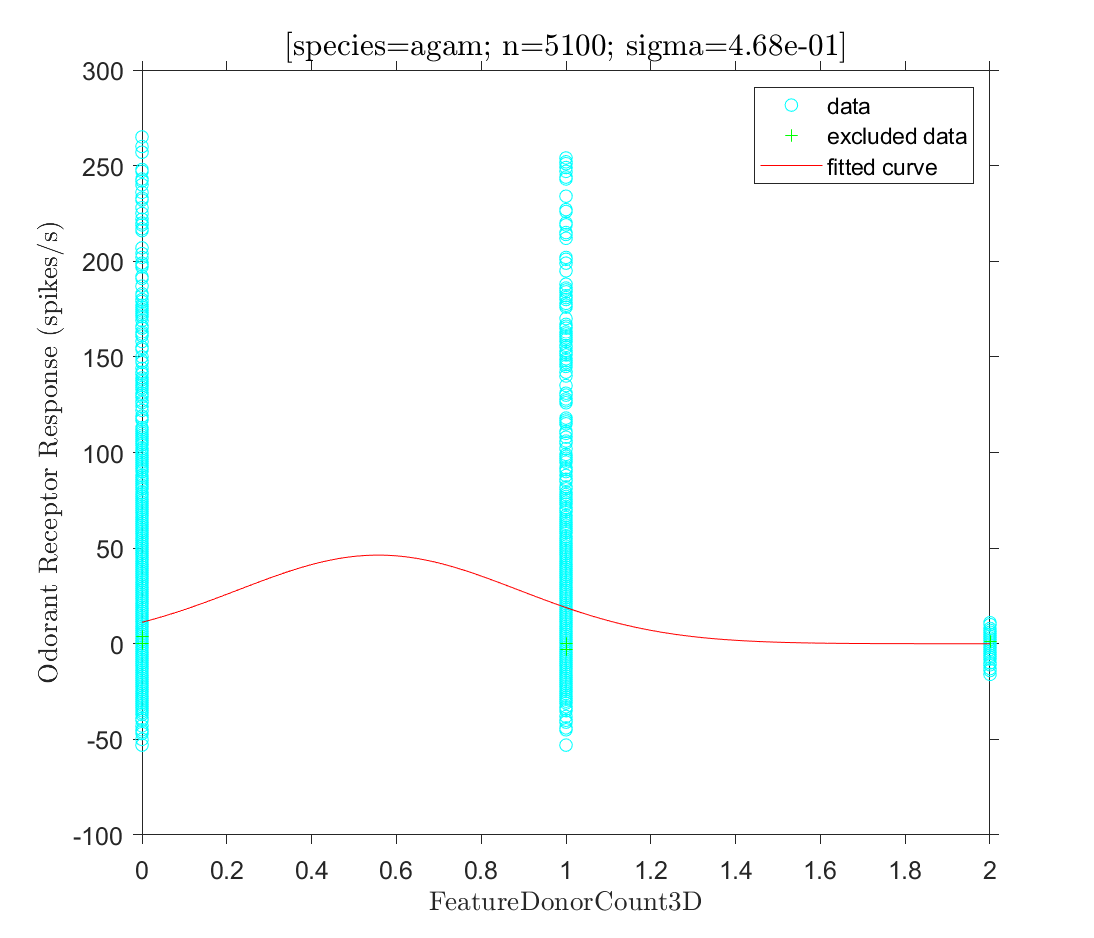 [species=agam; n=5100; sigma=4.68e-01]
300
250
200
150
100
50
0
-50
-100
Odorant Receptor Response (spikes/s)
data
excluded data
fitted curve
0 0.2 0.4 0.6 0.8 1 1.2 1.4 1.6 1.8 2
FeatureDonorCount3D